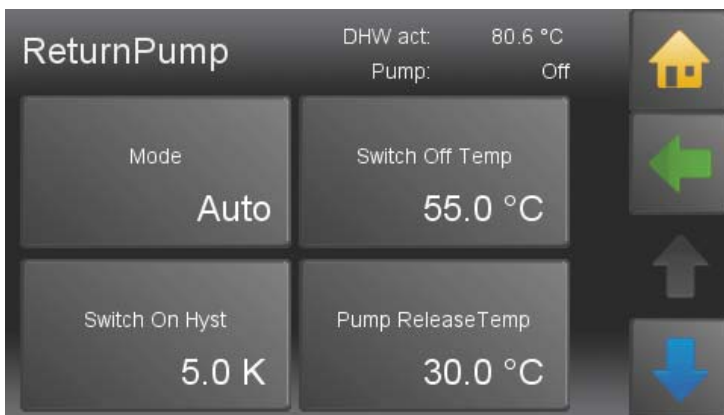 ReturnPump
DHW act: 80.6 °C
Pump: Off
Mode
Auto
Switch Off Temp
55.0 °C
Switch On Hyst
5.0 K
Pump ReleaseTemp
30.0 °C